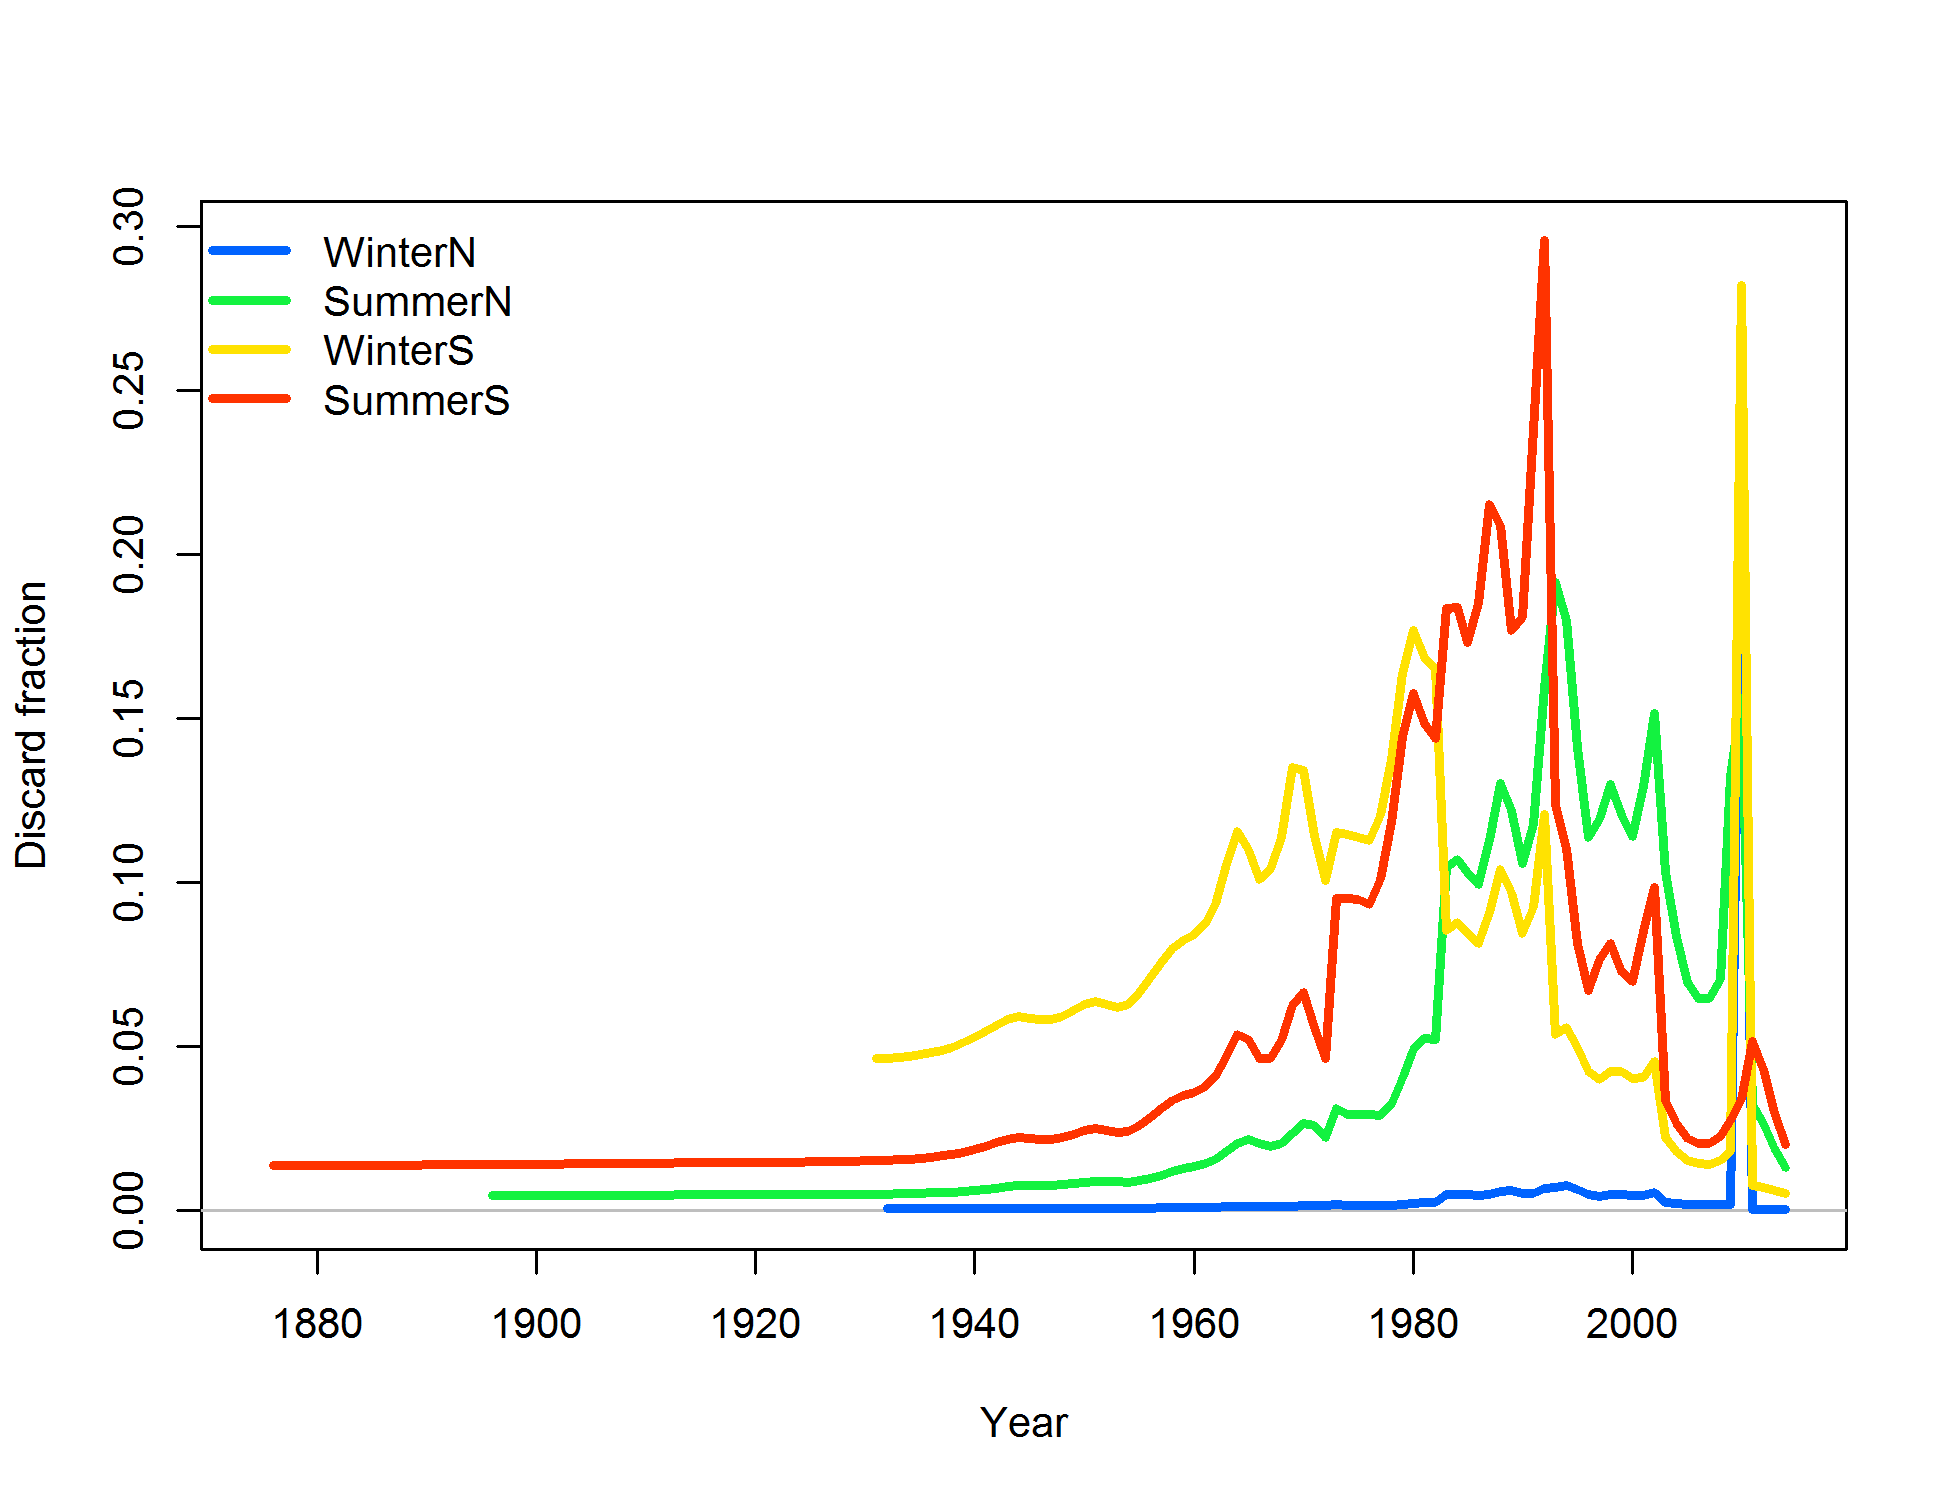 0.30
0.25
0.20
0.15
0.10
0.05
0.00
Discard fraction
WinterN
SummerN
WinterS
SummerS
1880 1900 1920 1940 1960 1980 2000
Year